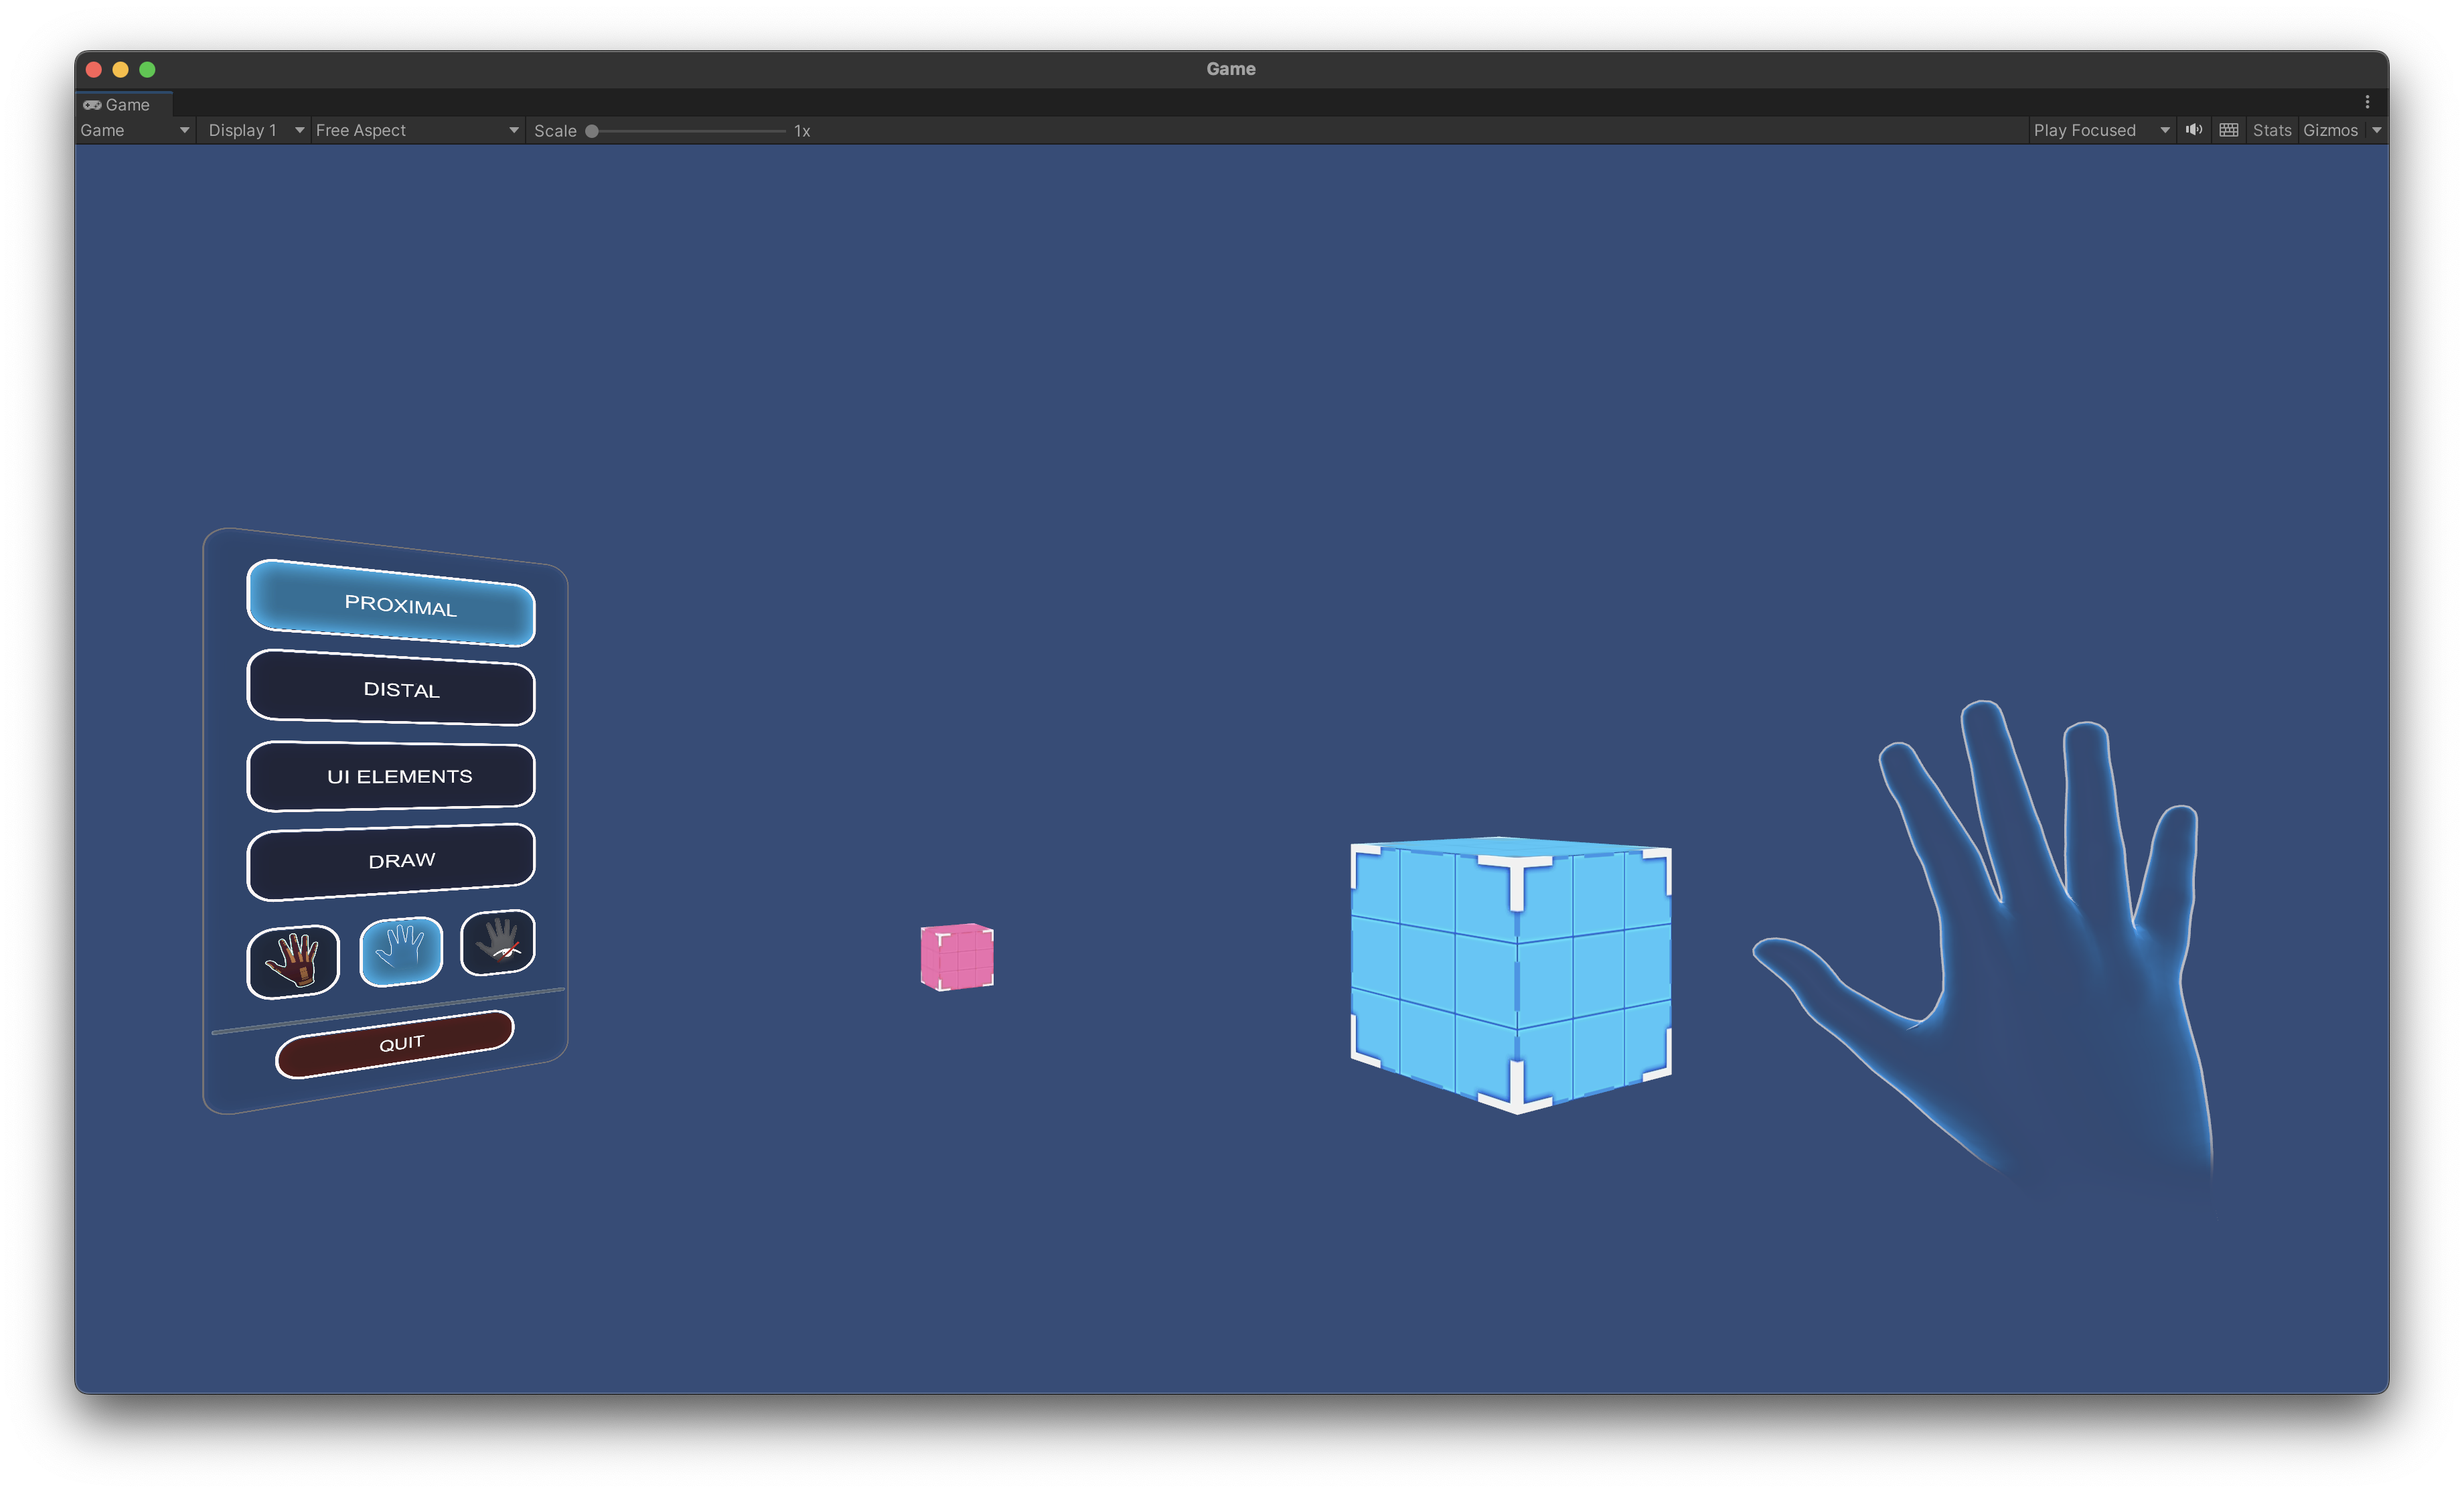 Game
Game
Game Display 1 Free Aspect Scale 1x Play Focused Stats Gizmos
PROXIMAL
DISTAL
UI ELEMENTS
DRAW
QUIT